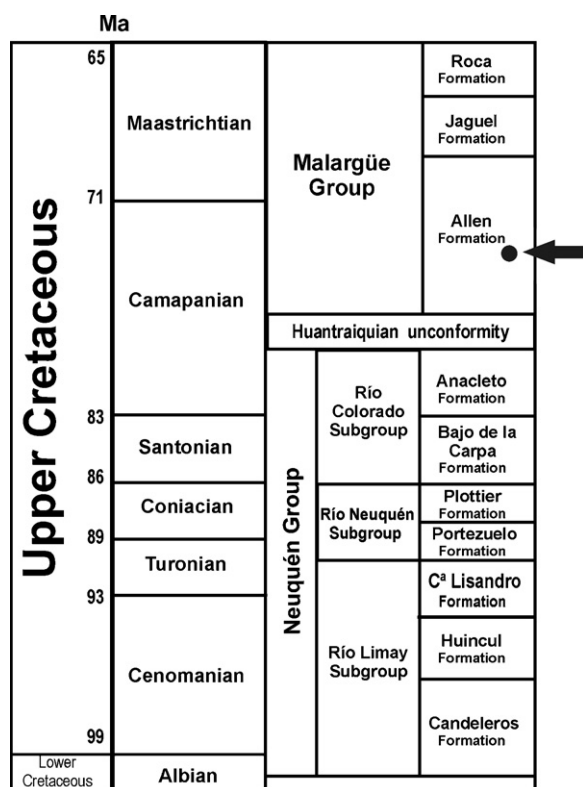 Ma
Upper Cretaceous
Lower
Cretaceous
65
71
83
86
89
93
99
Maastrichtian
Camapanian
Santonian
Coniacian
Turonian
Cenomanian
Albian
Malargüe
Group
Huantraiquian unconformity
Neuquén Group
Río
Colorado
Subgroup
Río Neuquén
Subgroup
Río Limay
Subgroup
Roca
Formation
Jaguel
Formation
Allen
Formation
Anacleto
Formation
Bajo de la
Carpa
Formation
Plottier
Formation
Portezuelo
Formation
Cª Lisandro
Formation
Huincul
Formation
Candeleros
Formation